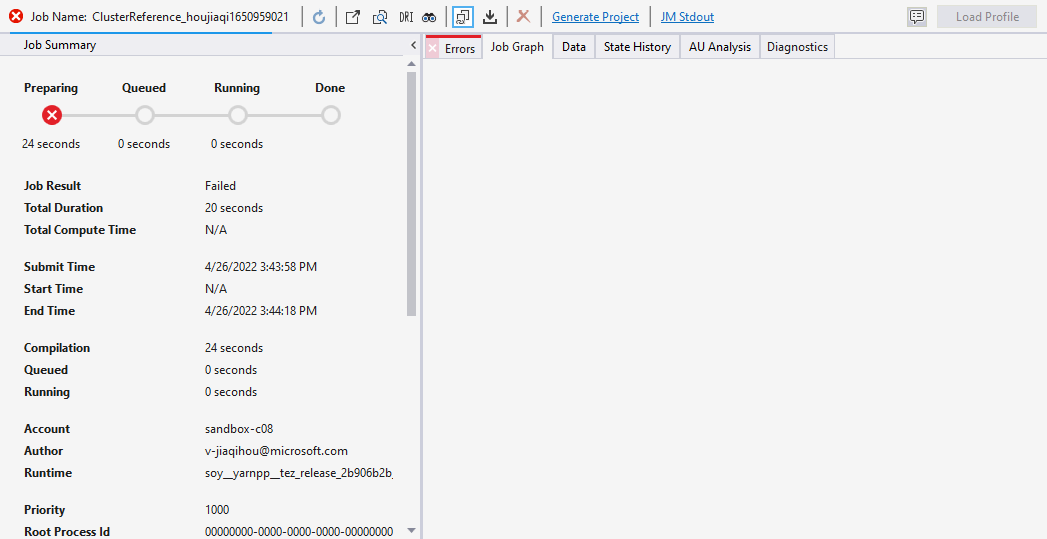 Job Name: ClusterReference_houjiaqi1650959021 DRI Generate Project JM Stdout Load Profile
Job Summary
Errors Job Graph Data State History AU Analysis Diagnostics
Preparing Queued Running Done
24 seconds 0 seconds 0 seconds
Job Result Failed
Total Duration 20 seconds
Total Compute Time N/A
Submit Time 4/26/2022 3:43:58 PM
Start Time N/A
End Time 4/26/2022 3:44:18 PM
Compilation 24 seconds
Queued 0 seconds
Running 0 seconds
Account sandbox-c08
Author v-jiaqihou@microsoft.com
Runtime soy__yarnpp__tez_release_2b906b2b_
Priority 1000
Root Process Id 00000000-0000-0000-0000-00000000